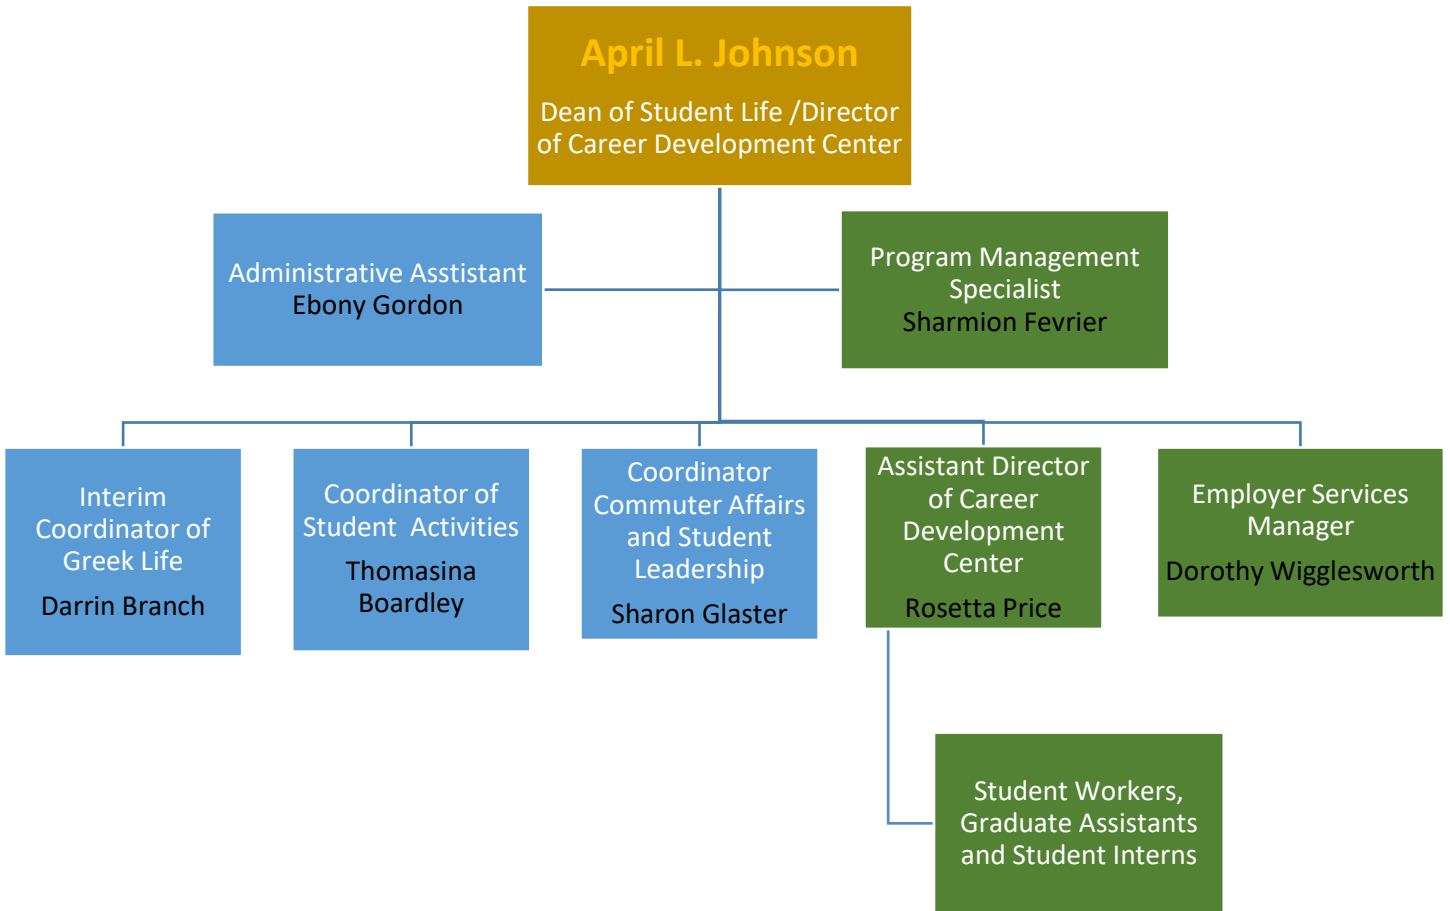 April L. Johnson
Dean of Student Life /Director
of Career Development Center
Administrative Asstistant
Ebony Gordon
Program Management
Specialist
Sharmion Fevrier
Interim
Coordinator of
Greek Life
Darrin Branch
Coordinator of
Student  Activities
Thomasina
Boardley
Coordinator
Commuter Affairs
and Student
Leadership
Sharon Glaster
Assistant Director
of Career
Development
Center
Rosetta Price
Employer Services
Manager
Dorothy Wigglesworth
Student Workers,
Graduate Assistants
and Student Interns